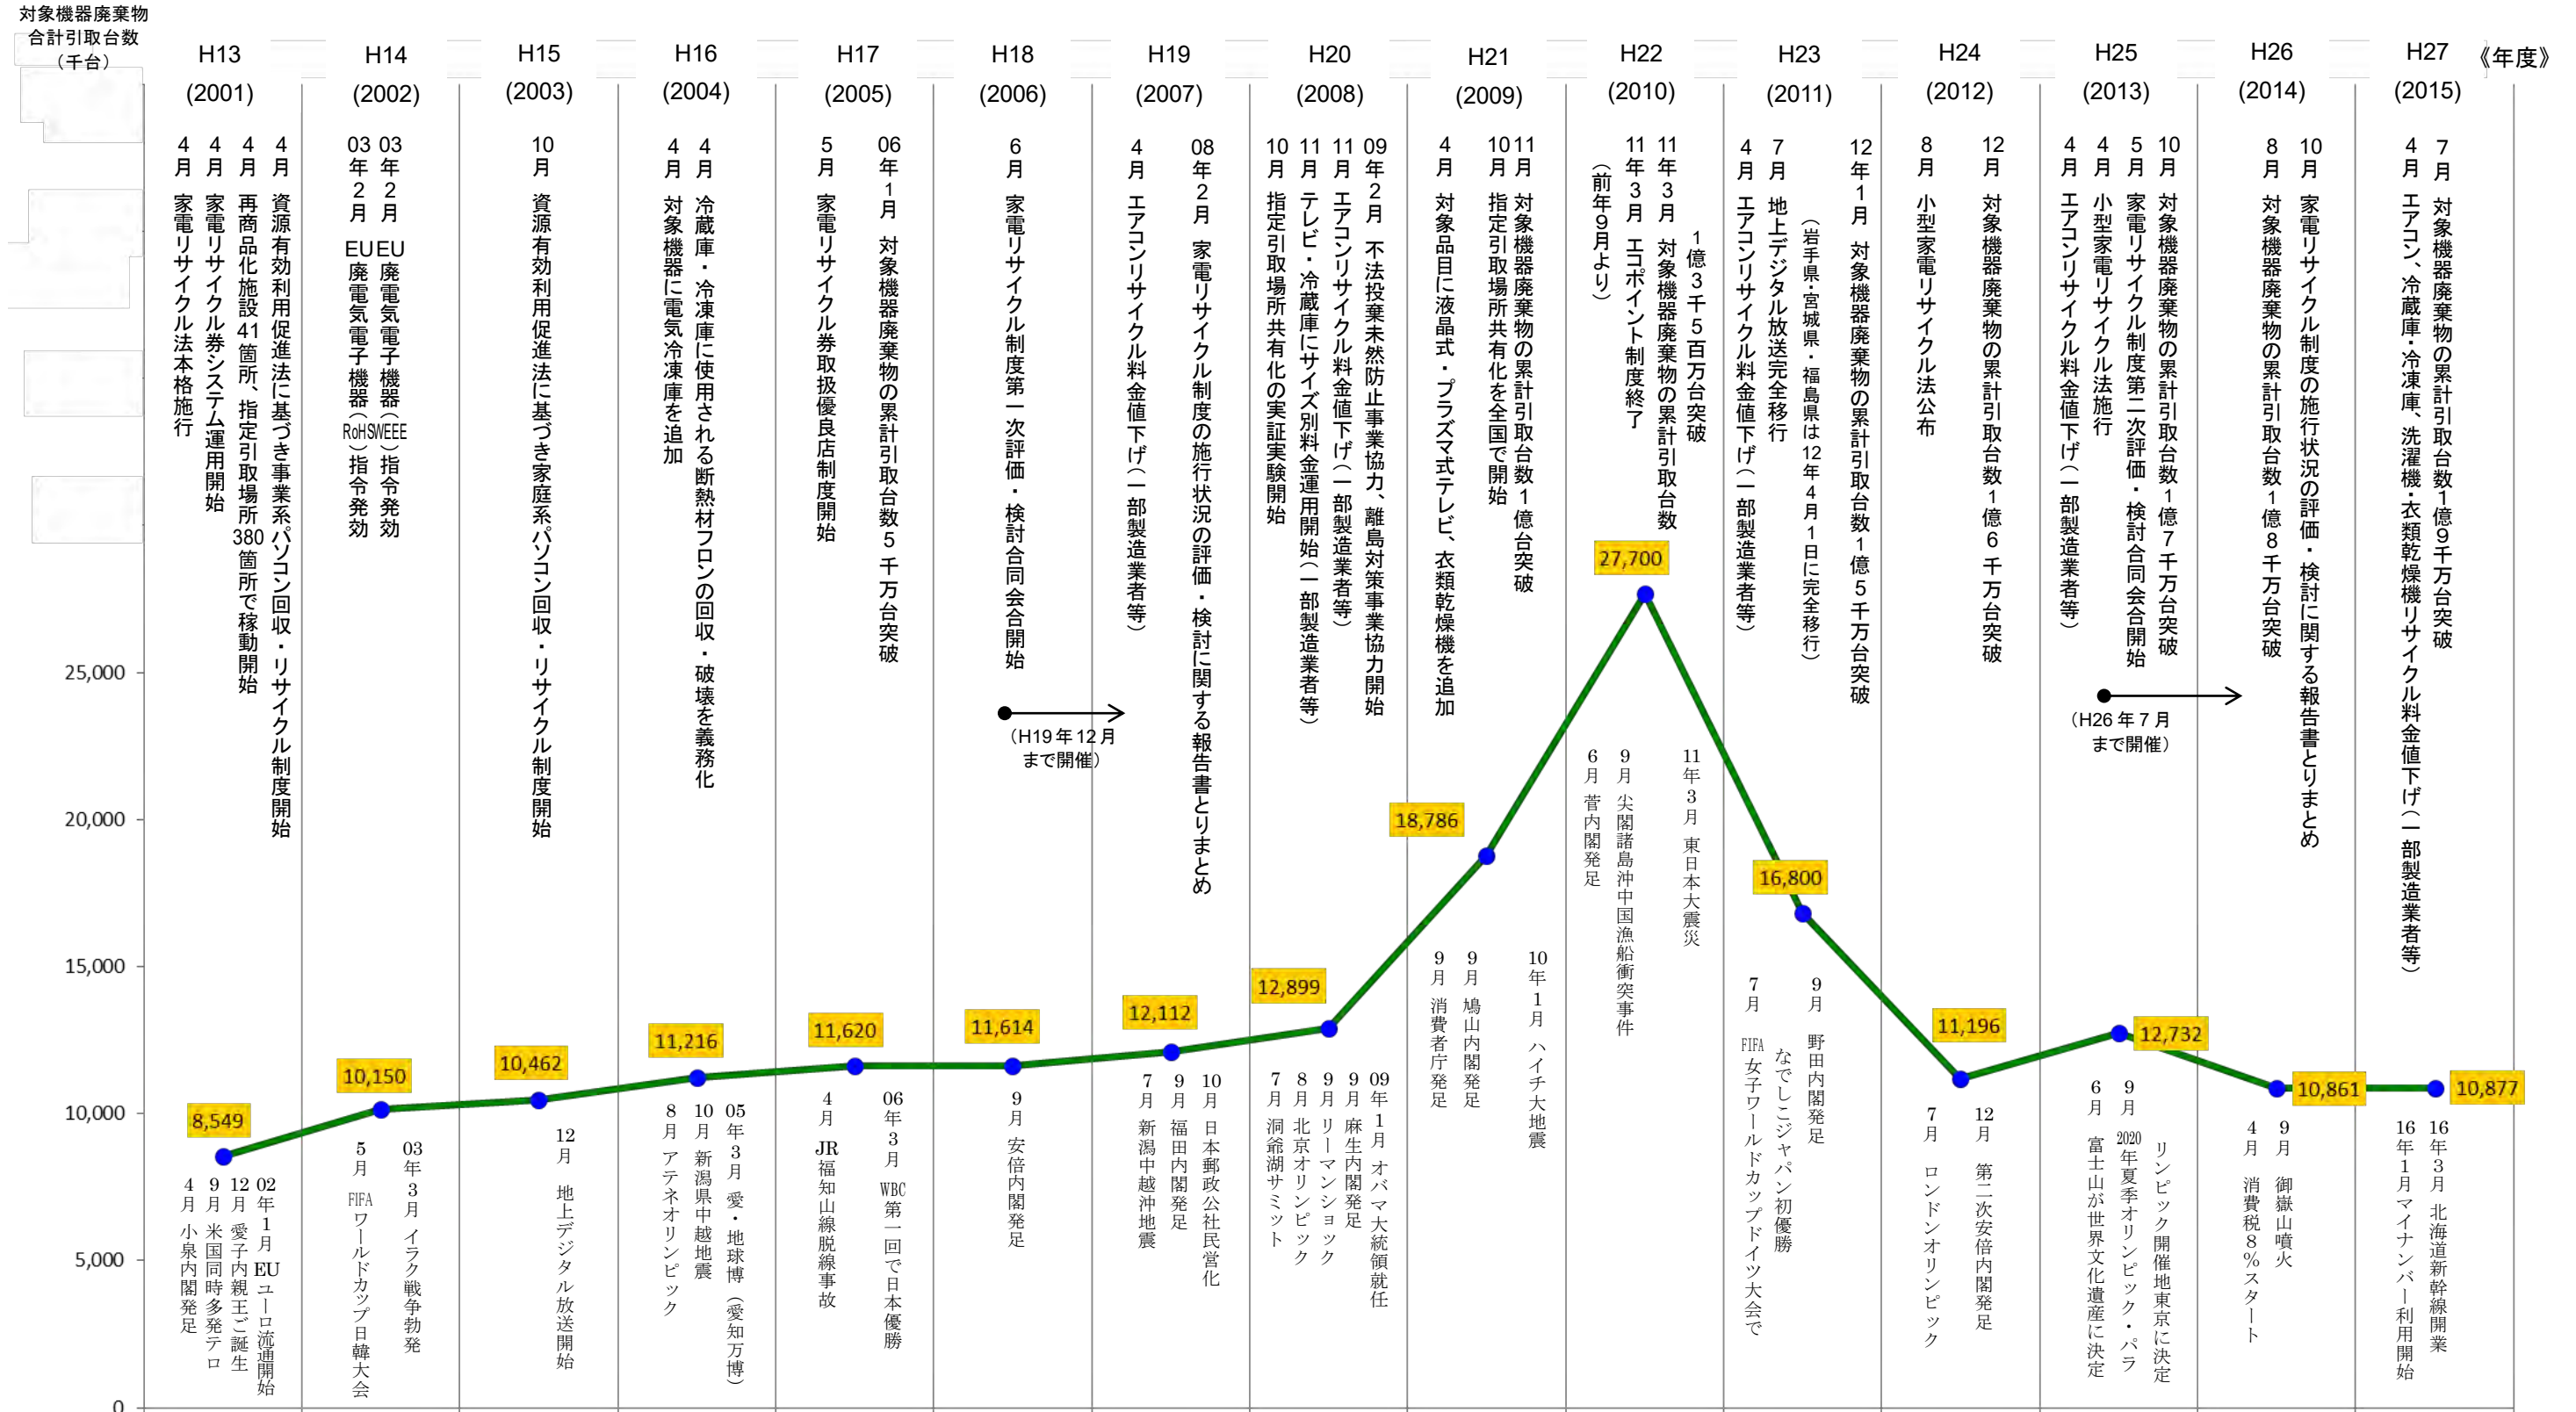 対象機器廃棄物
合計引取台数
（千台）
H13
(2001)
H14
(2002)
H15
(2003)
H16
(2004)
H17
(2005)
H18
(2006)
H19
(2007)
H20
(2008)
H21
(2009)
H22
(2010)
H23
(2011)
H24
(2012)
H25
(2013)
H26
(2014)
H27
(2015)
《年度》
4月 家電リサイクル法本格施行
4月 家電リサイクル券システム運用開始
4月 再商品化施設41箇所、指定引取場所380箇所で稼動開始
4月 資源有効利用促進法に基づき事業系パソコン回収・リサイクル制度開始
03年2月 EU廃電気電子機器（RoHS）指令発効
03年2月 EU廃電気電子機器（WEEE）指令発効
10月 資源有効利用促進法に基づき家庭系パソコン回収・リサイクル制度開始
4月 対象機器に電気冷凍庫を追加
4月 冷蔵庫・冷凍庫に使用される断熱材フロンの回収・破壊を義務化
5月 家電リサイクル券取扱優良店制度開始
06年1月 対象機器廃棄物の累計引取台数5千万台突破
6月 家電リサイクル制度第一次評価・検討合同会合開始
（H19年12月
まで開催）
4月 エアコンリサイクル料金値下げ（一部製造業者等）
08年2月 家電リサイクル制度の施行状況の評価・検討に関する報告書とりまとめ
10月 指定引取場所共有化の実証実験開始
11月 テレビ・冷蔵庫にサイズ別料金運用開始（一部製造業者等）
11月 エアコンリサイクル料金値下げ（一部製造業者等）
09年2月 不法投棄未然防止事業協力、離島対策事業協力開始
4月 対象品目に液晶式・プラズマ式テレビ、衣類乾燥機を追加
10月 指定引取場所共有化を全国で開始
11月 対象機器廃棄物の累計引取台数1億台突破
11年3月 エコポイント制度終了
（前年9月より）
11年3月 対象機器廃棄物の累計引取台数
1億3千5百万台突破
4月 エアコンリサイクル料金値下げ（一部製造業者等）
7月 地上デジタル放送完全移行
（岩手県・宮城県・福島県は12年4月1日に完全移行）
12年1月 対象機器廃棄物の累計引取台数1億5千万台突破
8月 小型家電リサイクル法公布
12月 対象機器廃棄物の累計引取台数1億6千万台突破
4月 エアコンリサイクル料金値下げ（一部製造業者等）
4月 小型家電リサイクル法施行
5月 家電リサイクル制度第二次評価・検討合同会合開始
10月 対象機器廃棄物の累計引取台数1億7千万台突破
（H26年7月
まで開催）
8月 対象機器廃棄物の累計引取台数1億8千万台突破
10月 家電リサイクル制度の施行状況の評価・検討に関する報告書とりまとめ
4月 エアコン、冷蔵庫・冷凍庫、洗濯機・衣類乾燥機リサイクル料金値下げ（一部製造業者等）
7月 対象機器廃棄物の累計引取台数1億9千万台突破
25,000
20,000
15,000
10,000
5,000
0
8,549
10,150
10,462
11,216
11,620
11,614
12,112
12,899
18,786
27,700
16,800
11,196
12,732
10,861
10,877
4月 小泉内閣発足
9月 米国同時多発テロ
12月 愛子内親王ご誕生
02年1月 EUユーロ流通開始
5月 FIFAワールドカップ日韓大会
03年3月 イラク戦争勃発
12月 地上デジタル放送開始
8月 アテネオリンピック
10月 新潟県中越地震
05年3月 愛・地球博（愛知万博）
4月 JR福知山線脱線事故
06年3月 WBC第一回で日本優勝
9月 安倍内閣発足
7月 新潟中越沖地震
9月 福田内閣発足
10月 日本郵政公社民営化
7月 洞爺湖サミット
8月 北京オリンピック
9月 リーマンショック
9月 麻生内閣発足
09年1月 オバマ大統領就任
9月 消費者庁発足
9月 鳩山内閣発足
10年1月 ハイチ大地震
6月 菅内閣発足
9月 尖閣諸島沖中国漁船衝突事件
11年3月 東日本大震災
7月 FIFA女子ワールドカップドイツ大会で
なでしこジャパン初優勝
9月 野田内閣発足
7月 ロンドンオリンピック
12月 第二次安倍内閣発足
6月 富士山が世界文化遺産に決定
9月 2020年夏季オリンピック・パラ
リンピック開催地東京に決定
4月 消費税8％スタート
9月 御嶽山噴火
16年1月マイナンバー利用開始
16年3月 北海道新幹線開業